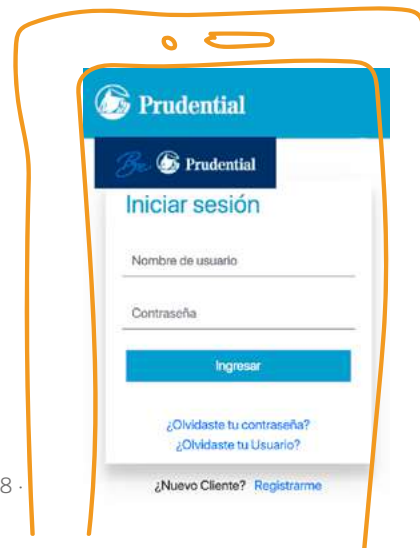 Prudential
Be Prudential
Iniciar sesión
Nombre de usuario
Contraseña
Ingresar
¿Olvidaste tu contraseña?
¿Olvidaste tu Usuario?
8 ·
¿Nuevo Cliente? Registrarme